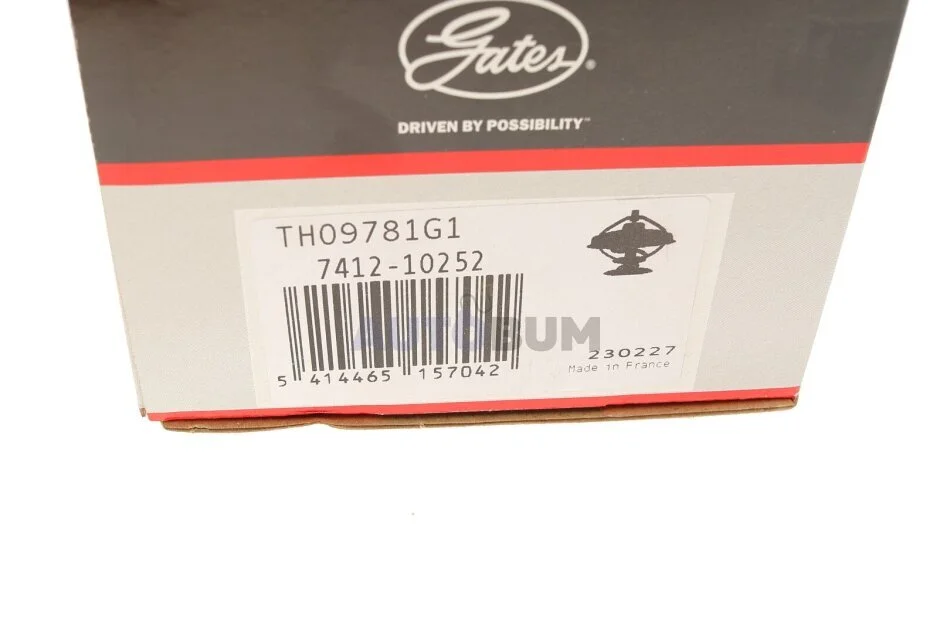 Gates®
DRIVEN BY POSSIBILITY™
TH09781G1
7412-10252
AUTOBUM
5 414465 157042
230227
Made in France